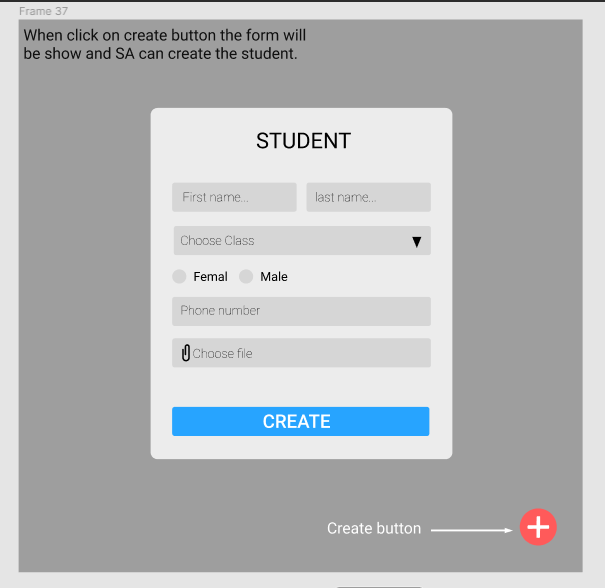 Frame 37
When click on create button the form will
be show and SA can create the student.
STUDENT
First name...
last name...
Choose Class
Femal
Male
Phone number
Choose file
CREATE
Create button